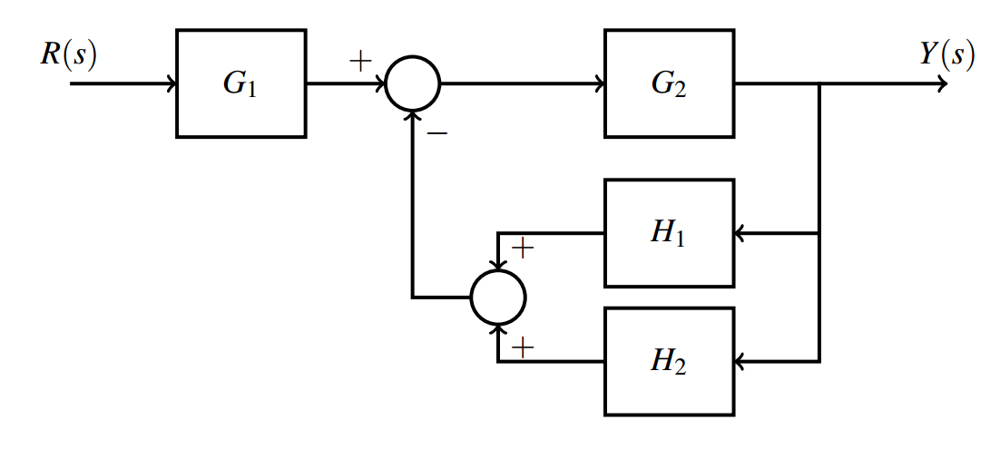 R(s)
G₁
+
−
G₂
Y(s)
H₁
+
H₂
+